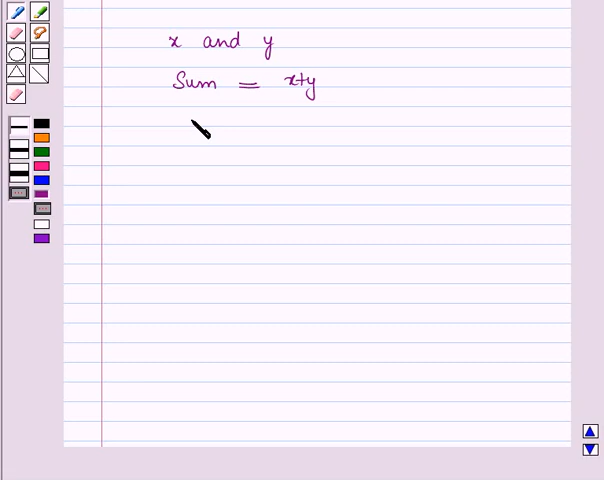 x and y
Sum = x+y